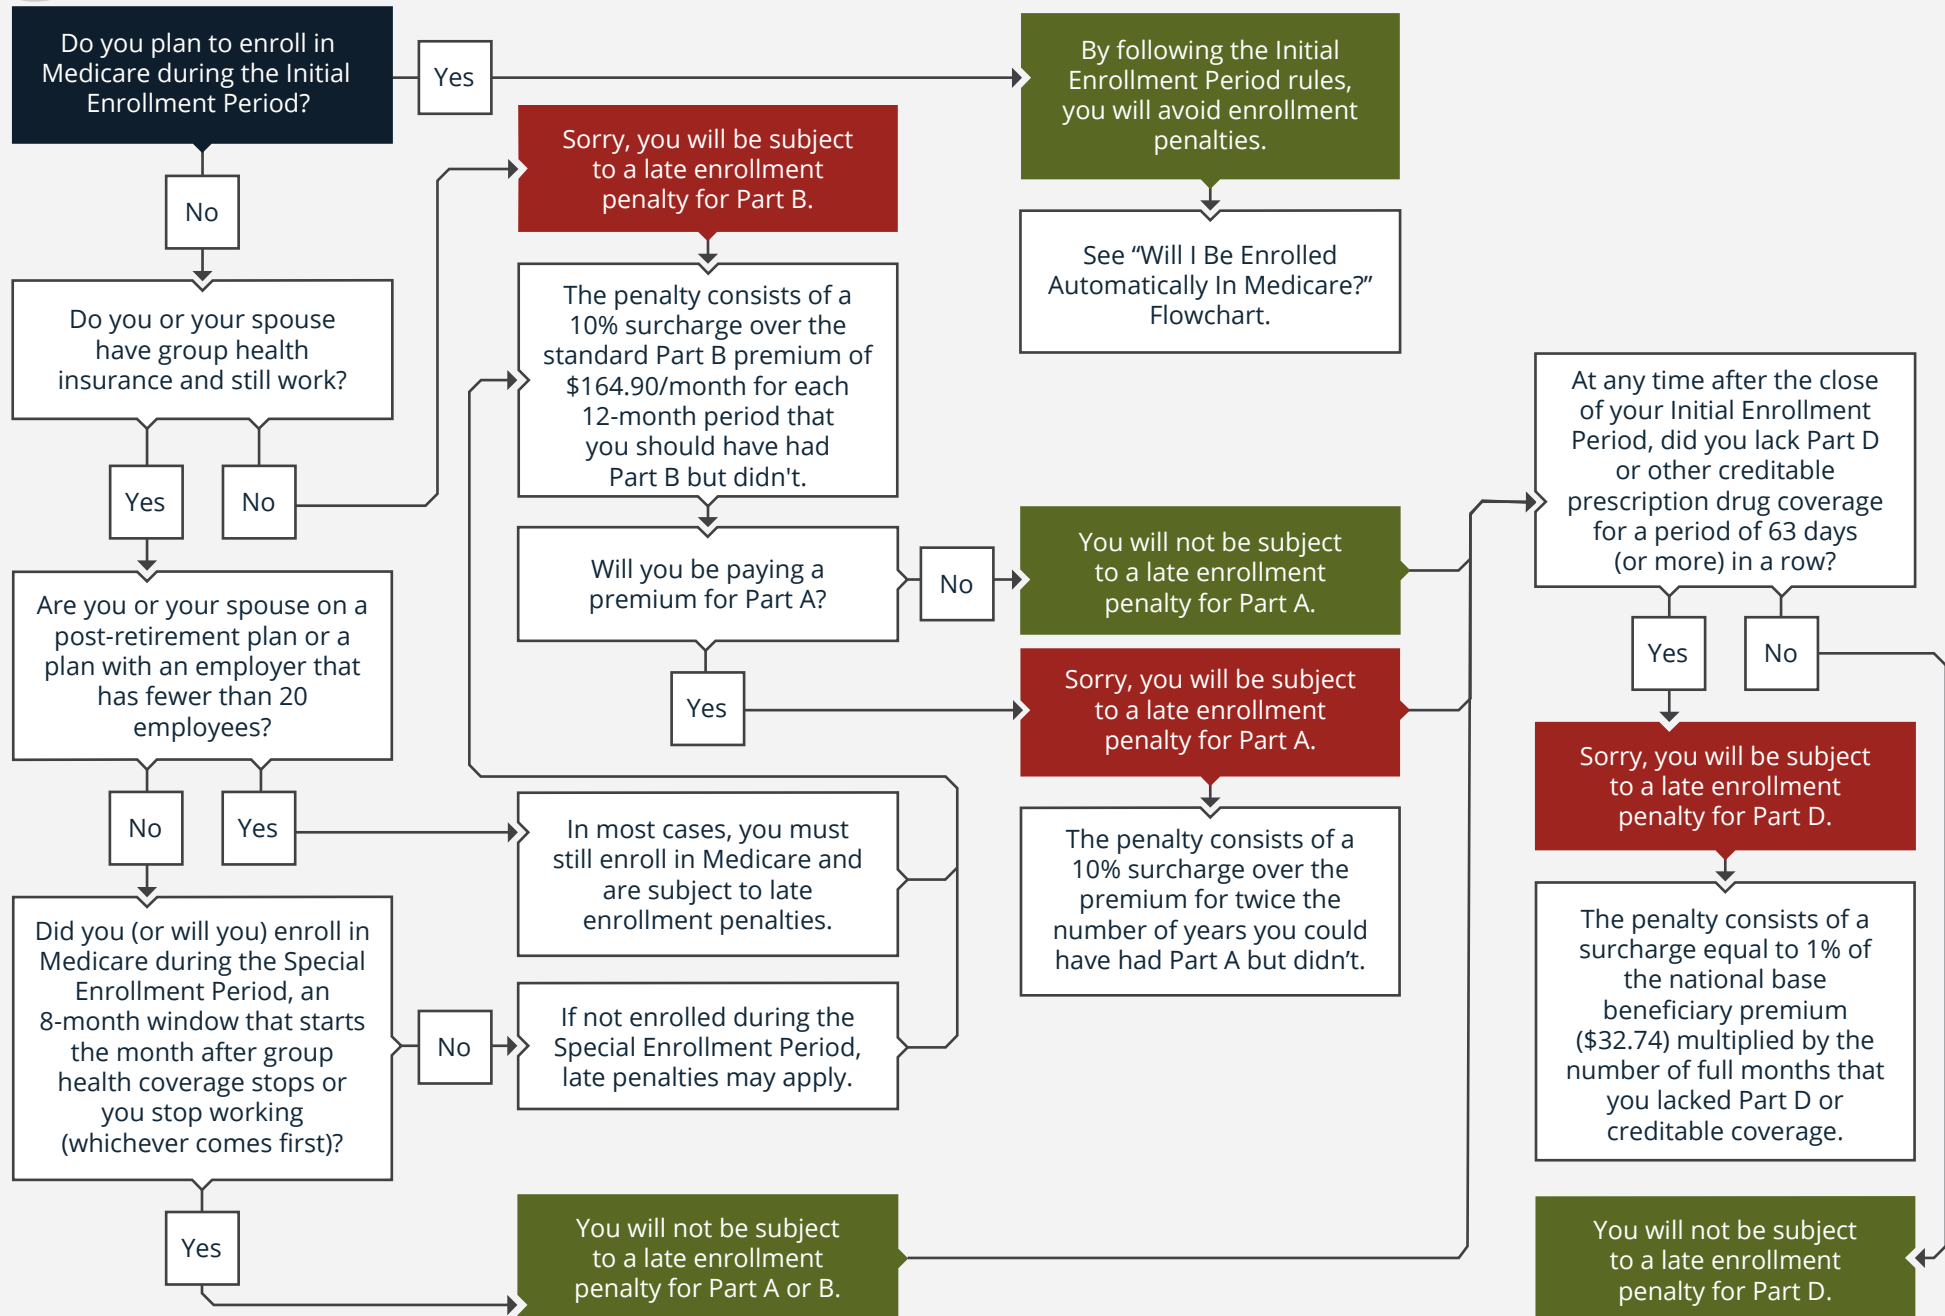 Do you plan to enroll in
Medicare during the Initial
Enrollment Period?
Yes
By following the Initial
Enrollment Period rules,
you will avoid enrollment
penalties.
See “Will I Be Enrolled
Automatically In Medicare?”
Flowchart.
No
Do you or your spouse
have group health
insurance and still work?
Yes
No
Sorry, you will be subject
to a late enrollment
penalty for Part B.
The penalty consists of a
10% surcharge over the
standard Part B premium of
$164.90/month for each
12-month period that
you should have had
Part B but didn't.
Will you be paying a
premium for Part A?
No
You will not be subject
to a late enrollment
penalty for Part A.
Yes
Sorry, you will be subject
to a late enrollment
penalty for Part A.
The penalty consists of a
10% surcharge over the
premium for twice the
number of years you could
have had Part A but didn’t.
Are you or your spouse on a
post-retirement plan or a
plan with an employer that
has fewer than 20
employees?
No
Yes
In most cases, you must
still enroll in Medicare and
are subject to late
enrollment penalties.
Did you (or will you) enroll in
Medicare during the Special
Enrollment Period, an
8-month window that starts
the month after group
health coverage stops or
you stop working
(whichever comes first)?
No
If not enrolled during the
Special Enrollment Period,
late penalties may apply.
Yes
You will not be subject
to a late enrollment
penalty for Part A or B.
At any time after the close
of your Initial Enrollment
Period, did you lack Part D
or other creditable
prescription drug coverage
for a period of 63 days
(or more) in a row?
Yes
No
Sorry, you will be subject
to a late enrollment
penalty for Part D.
The penalty consists of a
surcharge equal to 1% of
the national base
beneficiary premium
($32.74) multiplied by the
number of full months that
you lacked Part D or
creditable coverage.
You will not be subject
to a late enrollment
penalty for Part D.